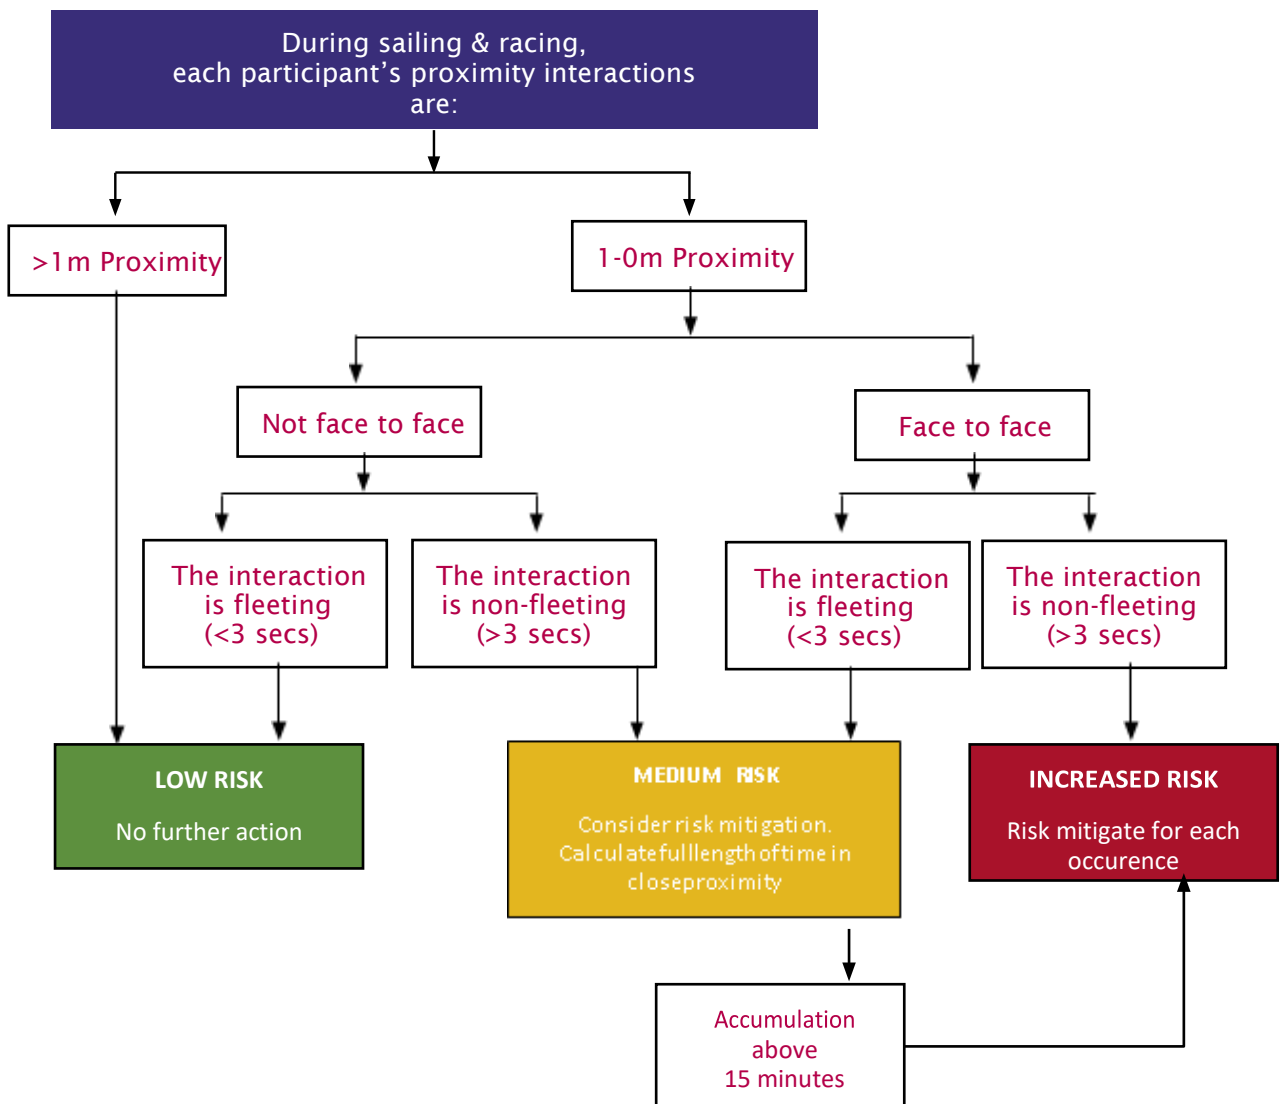 During sailing & racing,
each participant’s proximity interactions
are:
>1m Proximity
1-0m Proximity
Not face to face
Face to face
The interaction
is fleeting
(<3 secs)
The interaction
is non-fleeting
(>3 secs)
The interaction
is fleeting
(<3 secs)
The interaction
is non-fleeting
(>3 secs)
LOW RISK
No further action
MEDIUM RISK
Consider risk mitigation.
Calculatefulllengthoftime in
closeproximity
INCREASED RISK
Risk mitigate for each
occurence
Accumulation
above
15 minutes